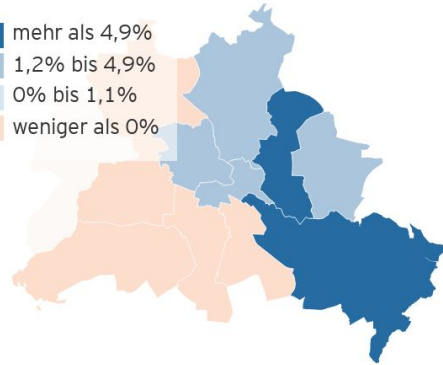 mehr als 4,9%
1,2% bis 4,9%
0% bis 1,1%
weniger als 0%